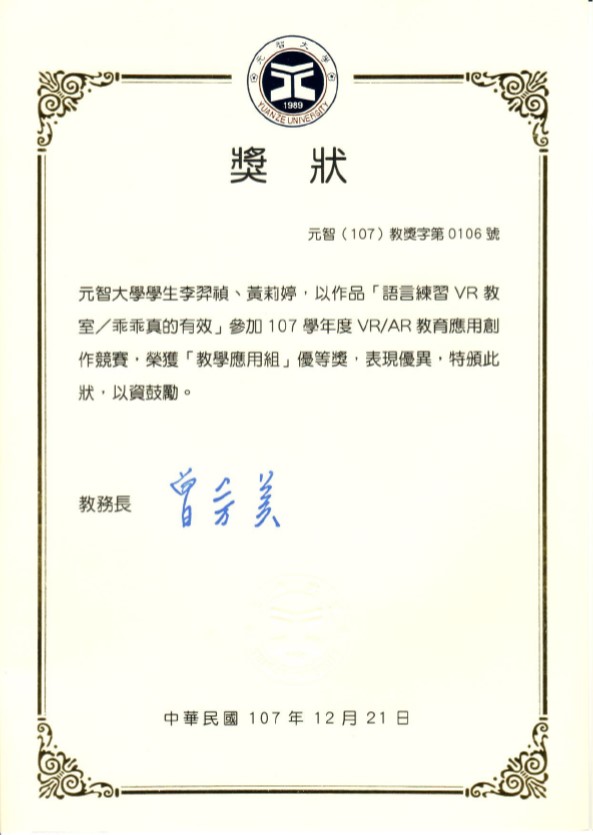 元智大學
1989
YUAN ZE UNIVERSITY
獎狀
元智（107）教獎字第0106號
元智大學學生李羿禎、黃莉婷，以作品「語言練習 VR 教
室／乖乖真的有效」參加 107 學年度 VR/AR 教育應用創
作競賽，榮獲「教學應用組」優等獎，表現優異，特頒此
狀，以資鼓勵。
教務長 曾芳美
中華民國 107 年 12 月 21 日